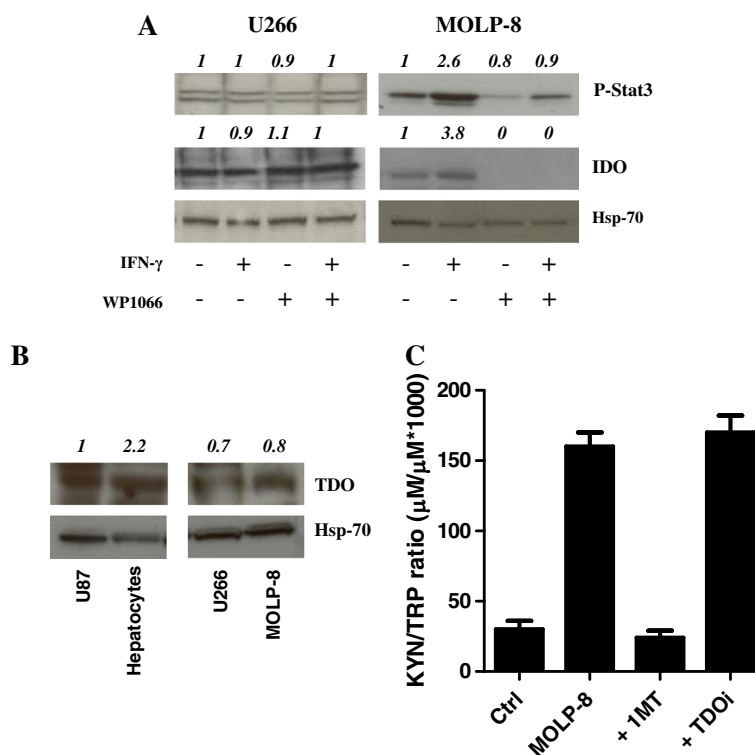 A
U266 MOLP-8
1 1 0.9 1 1 2.6 0.8 0.9
P-Stat3
1 0.9 1.1 1 1 3.8 0 0
IDO
Hsp-70
IFN-γ - + - + - + - +
WP1066 - - + + - - + +
B
1 2.2 0.7 0.8
TDO
Hsp-70
U87 Hepatocytes U266 MOLP-8
C
KYN/TRP ratio (μM/μM*1000)
200
150
100
50
0
Ctrl MOLP-8 + 1MT + TDOi